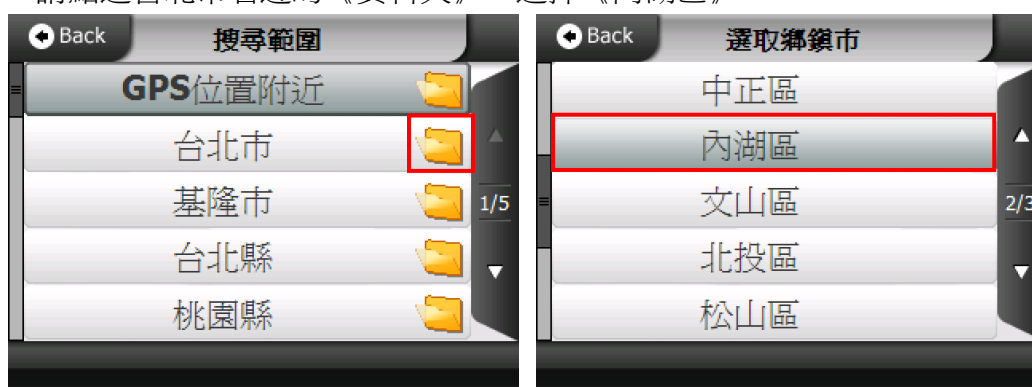 Back
搜尋範圍
GPS位置附近
台北市
基隆市
台北縣
桃園縣
1/5
Back
選取鄉鎮市
中正區
內湖區
文山區
北投區
松山區
2/3